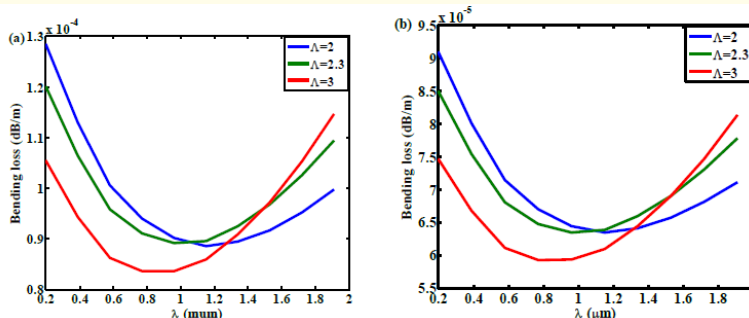 (a)
x 10-4
1.3
1.2
1.1
1
0.9
0.8
Bending loss (dB/m)
0.2 0.4 0.6 0.8 1 1.2 1.4 1.6 1.8 2
λ (mum)
Λ=2
Λ=2.3
Λ=3
(b)
x 10-5
9.5
9
8.5
8
7.5
7
6.5
6
5.5
Bending loss (dB/m)
0.2 0.4 0.6 0.8 1 1.2 1.4 1.6 1.8
λ (μm)
Λ=2
Λ=2.3
Λ=3